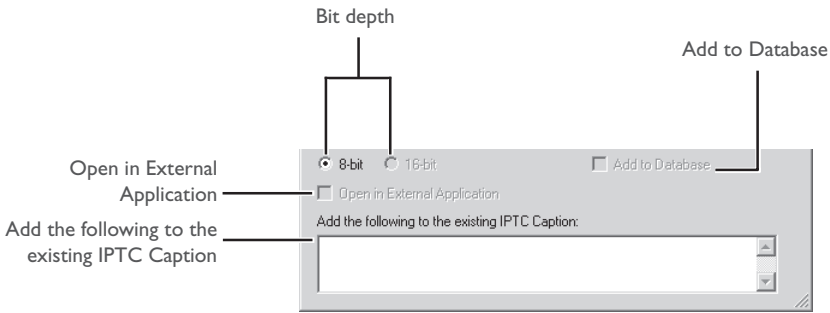 Bit depth
Add to Database
8-bit
16-bit
Add to Database
Open in External
Application
Open in External Application
Add the following to the
existing IPTC Caption
Add the following to the existing IPTC Caption: